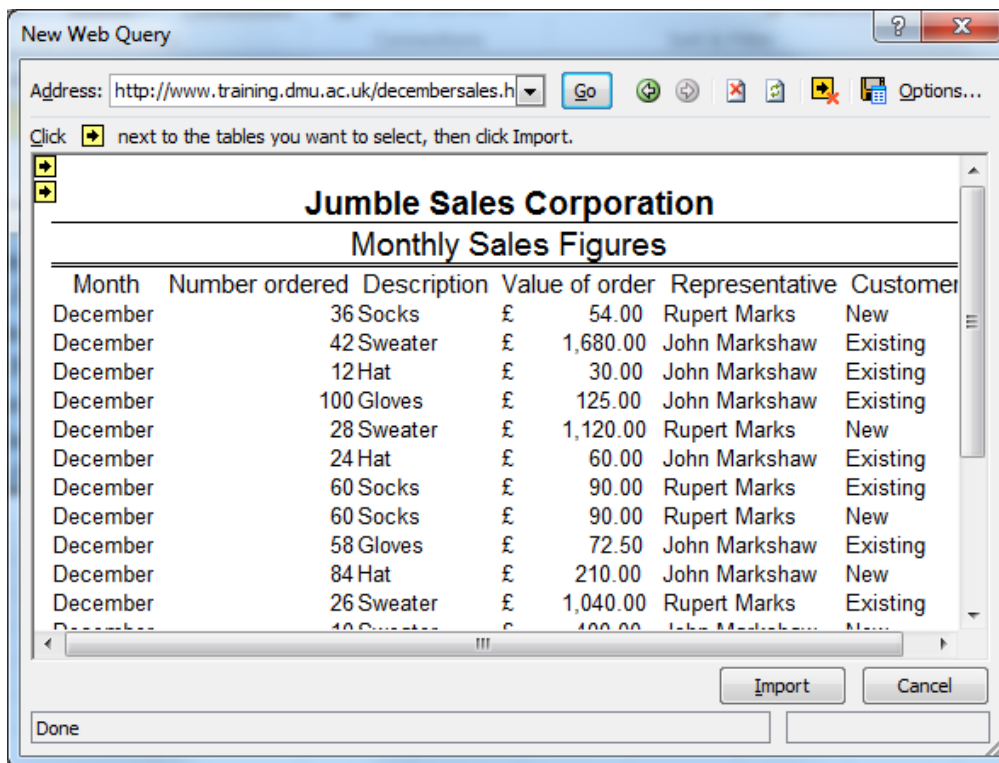 New Web Query
Address: http://www.training.dmu.ac.uk/decembersales.h Go Options...
Click next to the tables you want to select, then click Import.
Jumble Sales Corporation
Monthly Sales Figures
Month Number ordered Description Value of order Representative Customer
December 36 Socks £ 54.00 Rupert Marks New
December 42 Sweater £ 1,680.00 John Markshaw Existing
December 12 Hat £ 30.00 John Markshaw Existing
December 100 Gloves £ 125.00 John Markshaw Existing
December 28 Sweater £ 1,120.00 Rupert Marks New
December 24 Hat £ 60.00 John Markshaw Existing
December 60 Socks £ 90.00 Rupert Marks Existing
December 60 Socks £ 90.00 Rupert Marks New
December 58 Gloves £ 72.50 John Markshaw Existing
December 84 Hat £ 210.00 John Markshaw New
December 26 Sweater £ 1,040.00 Rupert Marks Existing
Import Cancel
Done